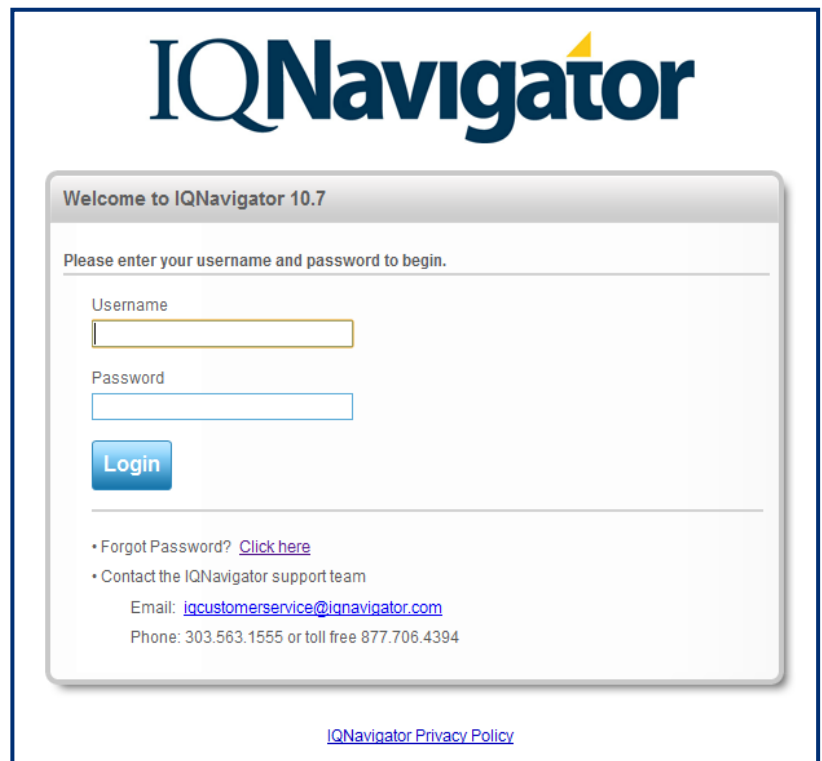 IQNavigator
Welcome to IQNavigator 10.7
Please enter your username and password to begin.
Username
Password
Login
• Forgot Password? Click here
• Contact the IQNavigator support team
Email: iqcustomerservice@iqnavigator.com
Phone: 303.563.1555 or toll free 877.706.4394
IQNavigator Privacy Policy